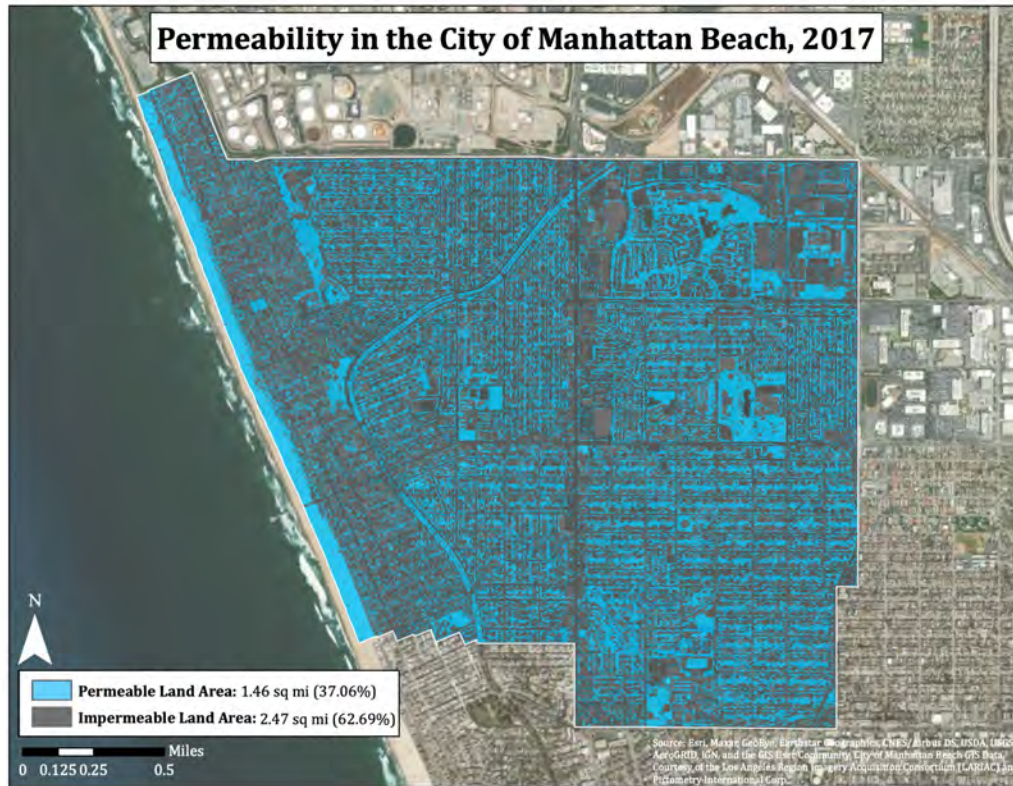 Permeability in the City of Manhattan Beach, 2017
N
Permeable Land Area: 1.46 sq mi (37.06%)
Impermeable Land Area: 2.47 sq mi (62.69%)
Miles
0 0.125 0.25 0.5
Source: Esri, Maxar, GeoEye, Earthstar Geographics, CNES/Airbus DS, USDA, USGS,
AeroGRID, IGN, and the GIS User Community, City of Manhattan Beach GIS Data,
Courtesy of the Los Angeles Region Imagery Acquisition Consortium (LARIAC) an
Pictometry International Corp.